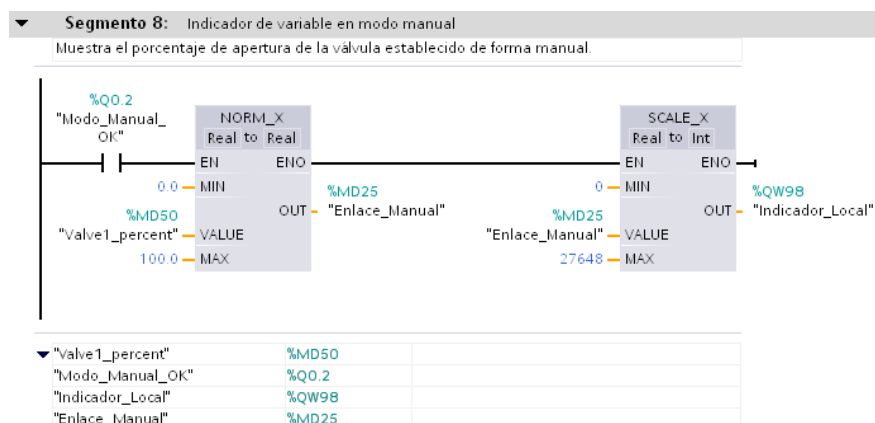 Segmento 8: Indicador de variable en modo manual
Muestra el porcentaje de apertura de la válvula establecido de forma manual.
%Q0.2
"Modo_Manual_
OK"
NORM_X
Real to Real
EN ENO
0.0 MIN
%MD50
"Valve1_percent" VALUE
100.0 MAX
%MD25
OUT "Enlace_Manual"
SCALE_X
Real to Int
EN ENO
0 MIN
%MD25
"Enlace_Manual" VALUE
27648 MAX
%QW98
OUT "Indicador_Local"
"Valve1_percent" %MD50
"Modo_Manual_OK" %Q0.2
"Indicador_Local" %QW98
"Enlace_Manual" %MD25